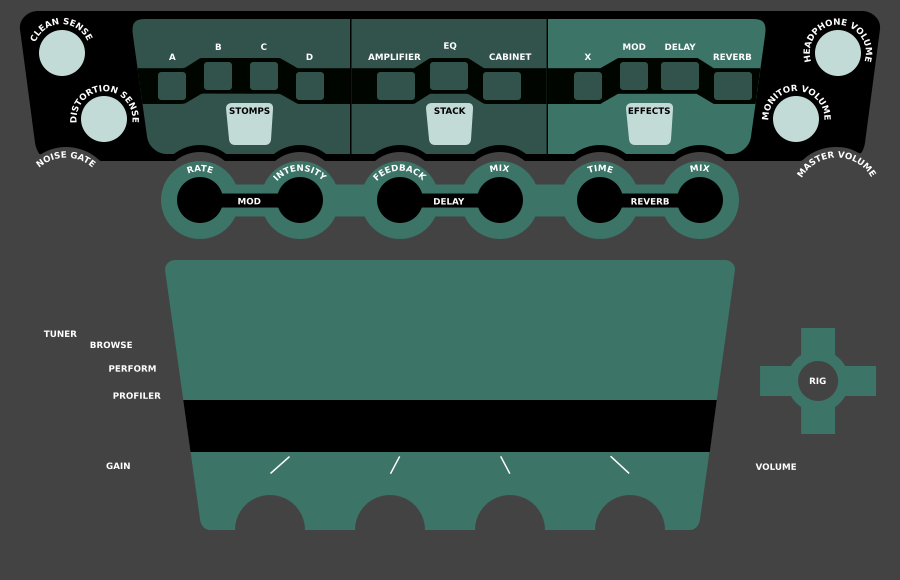 CLEAN SENSE
DISTORTION SENSE
NOISE GATE
A
B
C
D
STOMPS
AMPLIFIER
EQ
CABINET
STACK
X
MOD
DELAY
REVERB
EFFECTS
HEADPHONE VOLUME
MONITOR VOLUME
MASTER VOLUME
RATE
INTENSITY
MOD
FEEDBACK
MIX
DELAY
TIME
MIX
REVERB
TUNER
BROWSE
PERFORM
PROFILER
RIG
GAIN
VOLUME